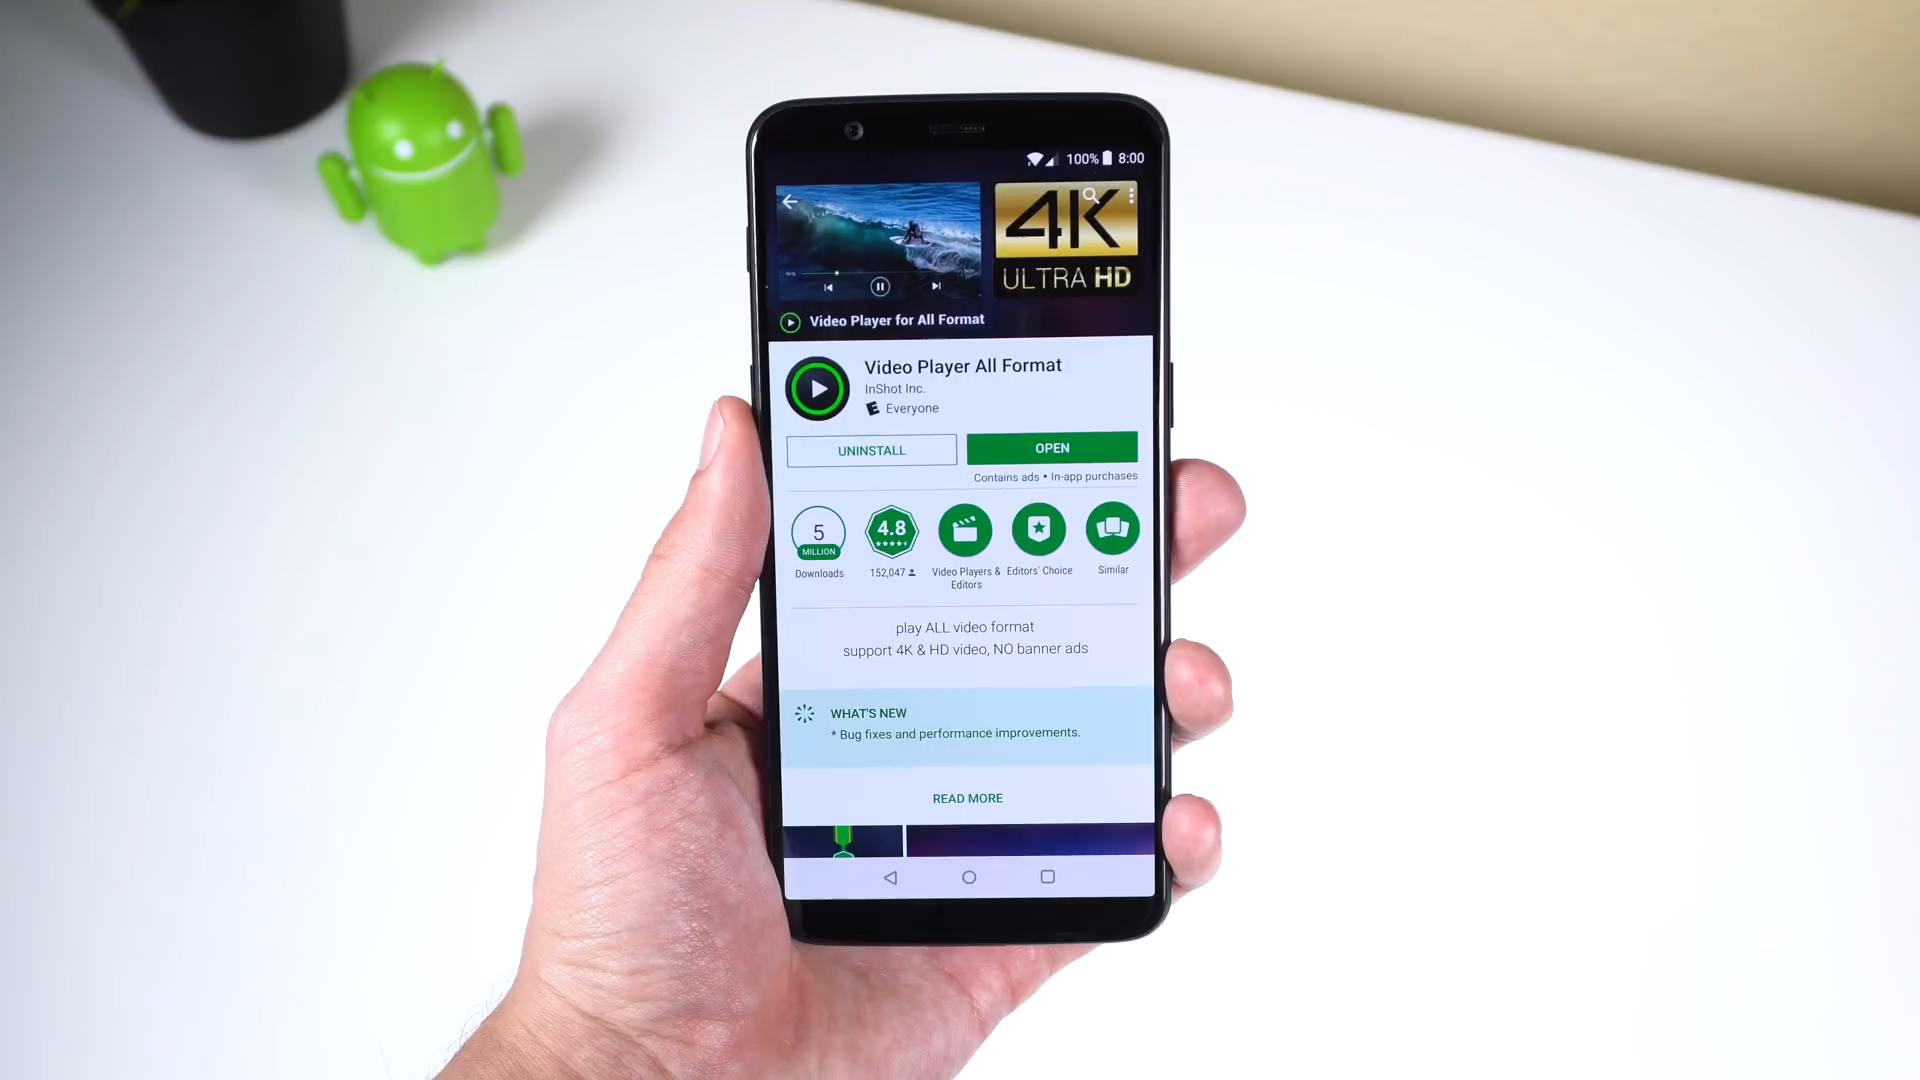 100% 8:00
4K
ULTRA HD
Video Player for All Format
Video Player All Format
InShot Inc.
E Everyone
UNINSTALL
OPEN
Contains ads • In-app purchases
5
MILLION
Downloads
4.8
152,047
Video Players &
Editors
Editors' Choice
Similar
play ALL video format
support 4K & HD video, NO banner ads
WHAT'S NEW
* Bug fixes and performance improvements.
READ MORE